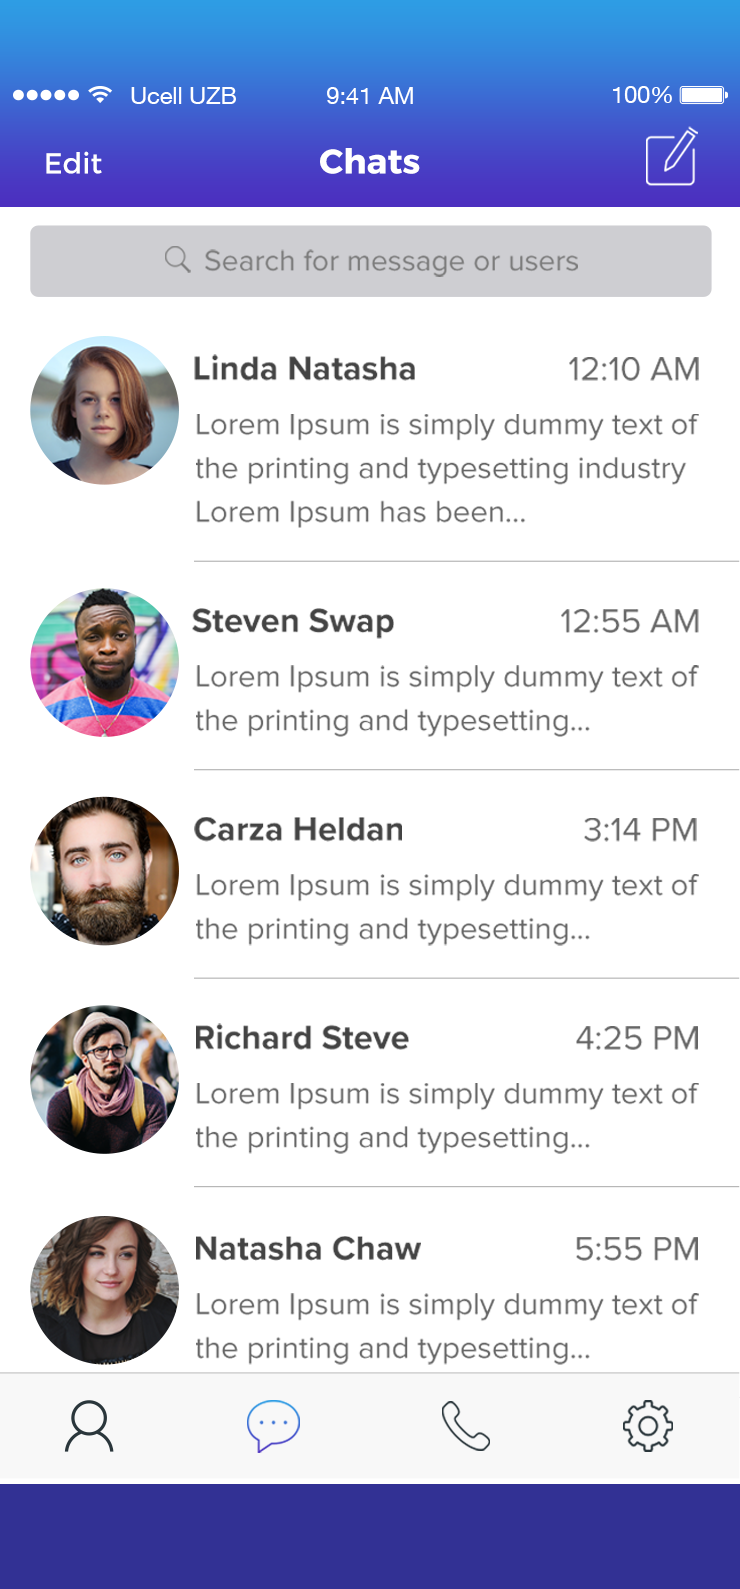 Ucell UZB 9:41 AM 100%
Edit Chats
Search for message or users
Linda Natasha 12:10 AM
Lorem Ipsum is simply dummy text of
the printing and typesetting industry
Lorem Ipsum has been...
Steven Swap 12:55 AM
Lorem Ipsum is simply dummy text of
the printing and typesetting...
Carza Heldan 3:14 PM
Lorem Ipsum is simply dummy text of
the printing and typesetting...
Richard Steve 4:25 PM
Lorem Ipsum is simply dummy text of
the printing and typesetting...
Natasha Chaw 5:55 PM
Lorem Ipsum is simply dummy text of
the printing and typesetting...